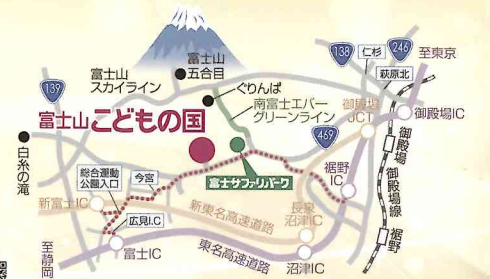 138
仁杉
246
至東京
萩原北
富士山
五合目
富士山
スカイライン
139
ぐりんぱ
南富士エバー
グリーンライン
御殿場
JCT
御殿場IC
富士山こどもの国
469
御殿場
御殿場線
裾野
白糸の滝
富士サファリパーク
裾野
IC
総合運動
公園入口
今宮
新富士IC
広見I.C
新東名高速道路
長泉
沼津IC
至静岡
富士IC
東名高速道路
沼津IC